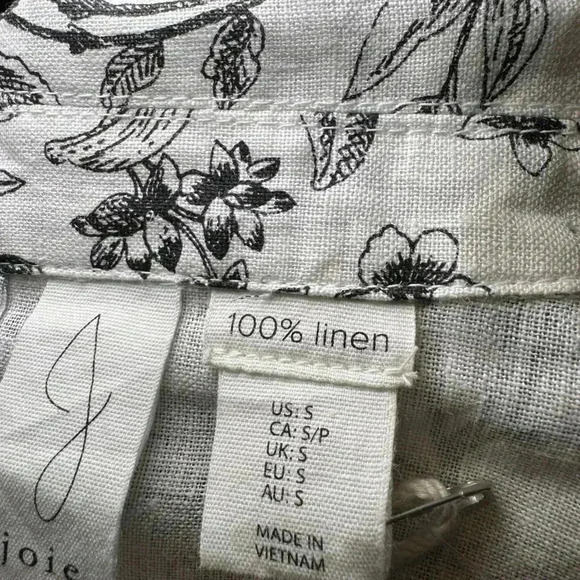 J
joie
100% linen
US: S
CA: S/P
UK: S
EU: S
AU: S
MADE IN
VIETNAM